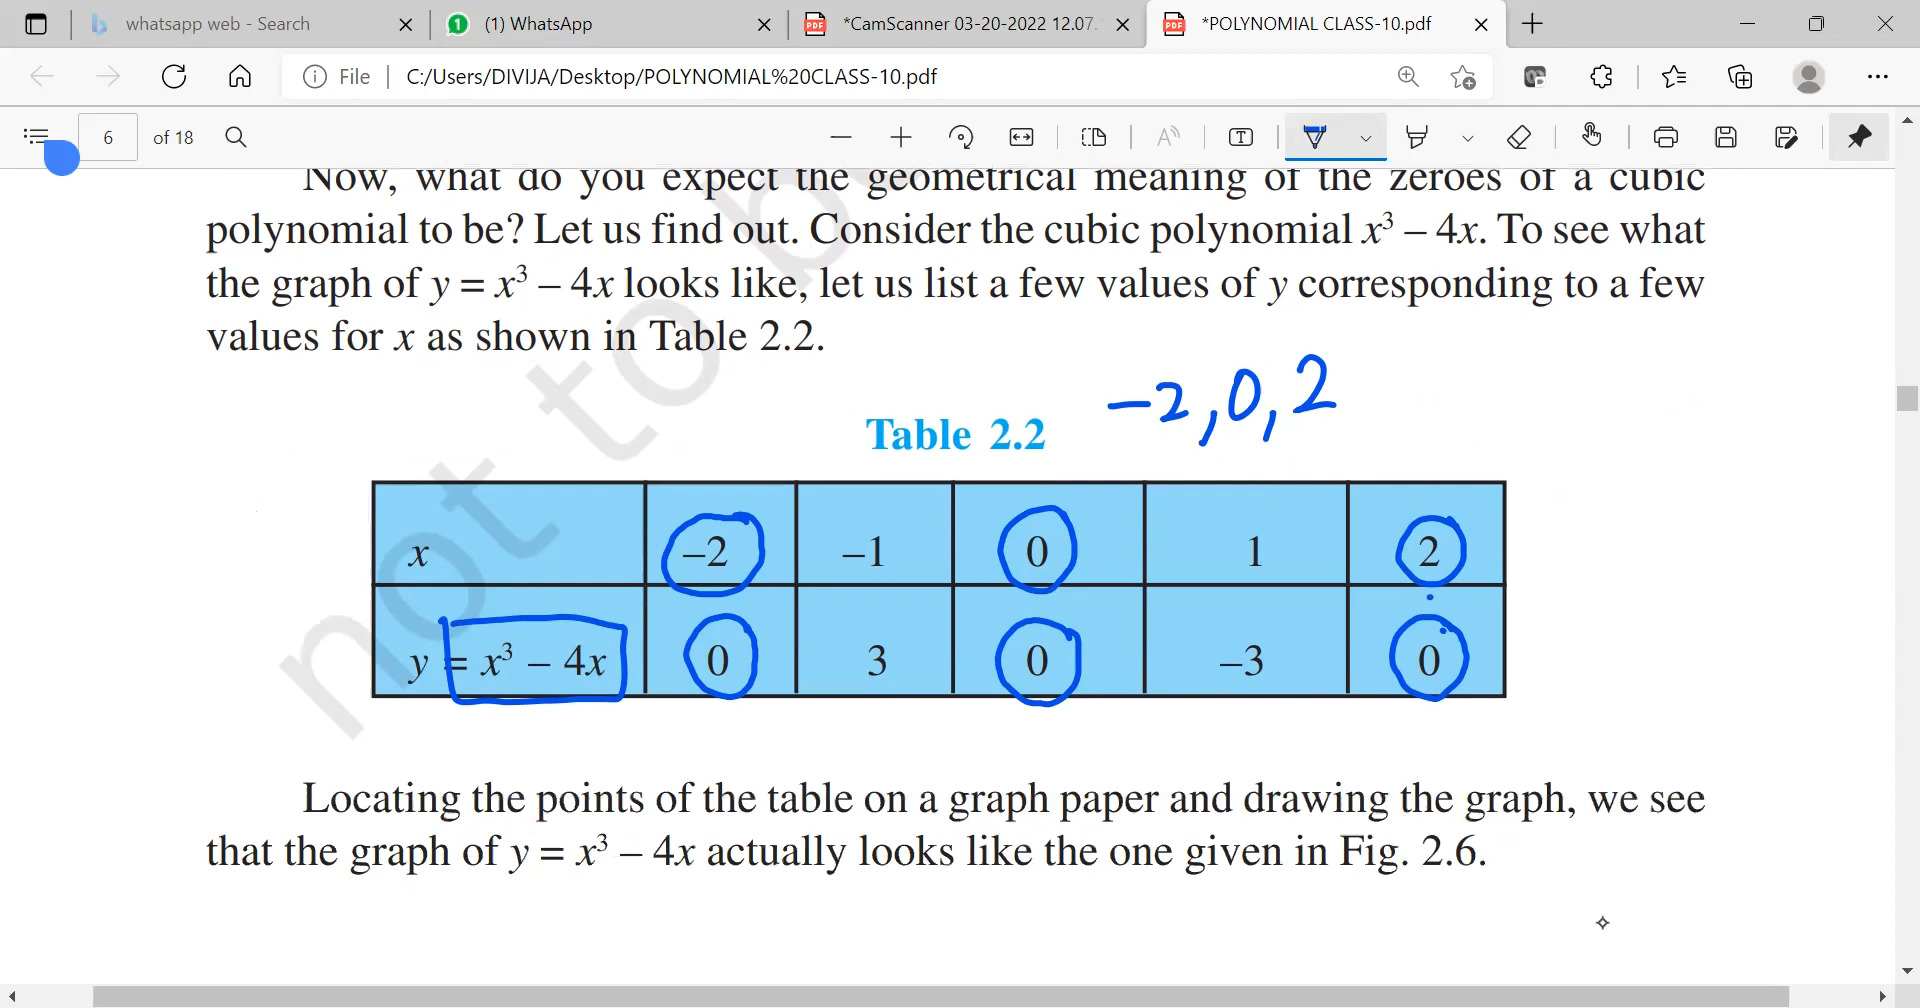 whatsapp web - Search
(1) WhatsApp
*CamScanner 03-20-2022 12.07.
*POLYNOMIAL CLASS-10.pdf
File
C:/Users/DIVIJA/Desktop/POLYNOMIAL%20CLASS-10.pdf
6 of 18
Now, what do you expect the geometrical meaning of the zeroes of a cubic
polynomial to be? Let us find out. Consider the cubic polynomial x³ – 4x. To see what
the graph of y = x³ – 4x looks like, let us list a few values of y corresponding to a few
values for x as shown in Table 2.2.
–2,0,2
Table 2.2
x –2 –1 0 1 2
y = x³ – 4x 0 3 0 –3 0
Locating the points of the table on a graph paper and drawing the graph, we see
that the graph of y = x³ – 4x actually looks like the one given in Fig. 2.6.
not to b